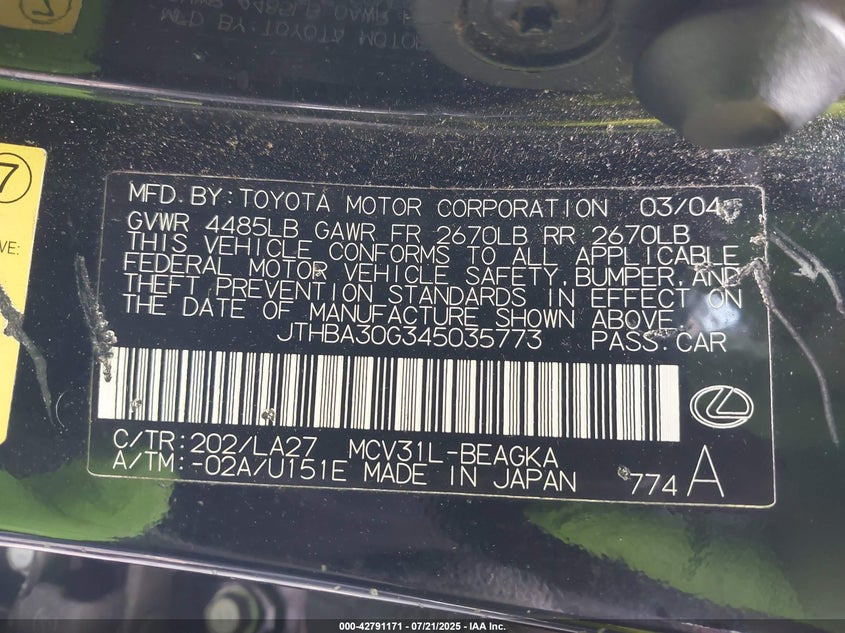 7
VE:
MFD.BY:TOYOTA MOTOR CORPORATION 03/04
GVWR 4485LB GAWR FR 2670LB RR 2670LB
THIS VEHICLE CONFORMS TO ALL APPLICABLE
FEDERAL MOTOR VEHICLE SAFETY,BUMPER,AND
THEFT PREVENTION STANDARDS IN EFFECT ON
THE DATE OF MANUFACTURE SHOWN ABOVE.
JTHBA30G345035773 PASS.CAR
C/TR:202/LA27 MCV31L-BEAGKA
A/TM:-02A/U151E MADE IN JAPAN 774 A
000-42791171 - 07/21/2025 - IAA Inc.